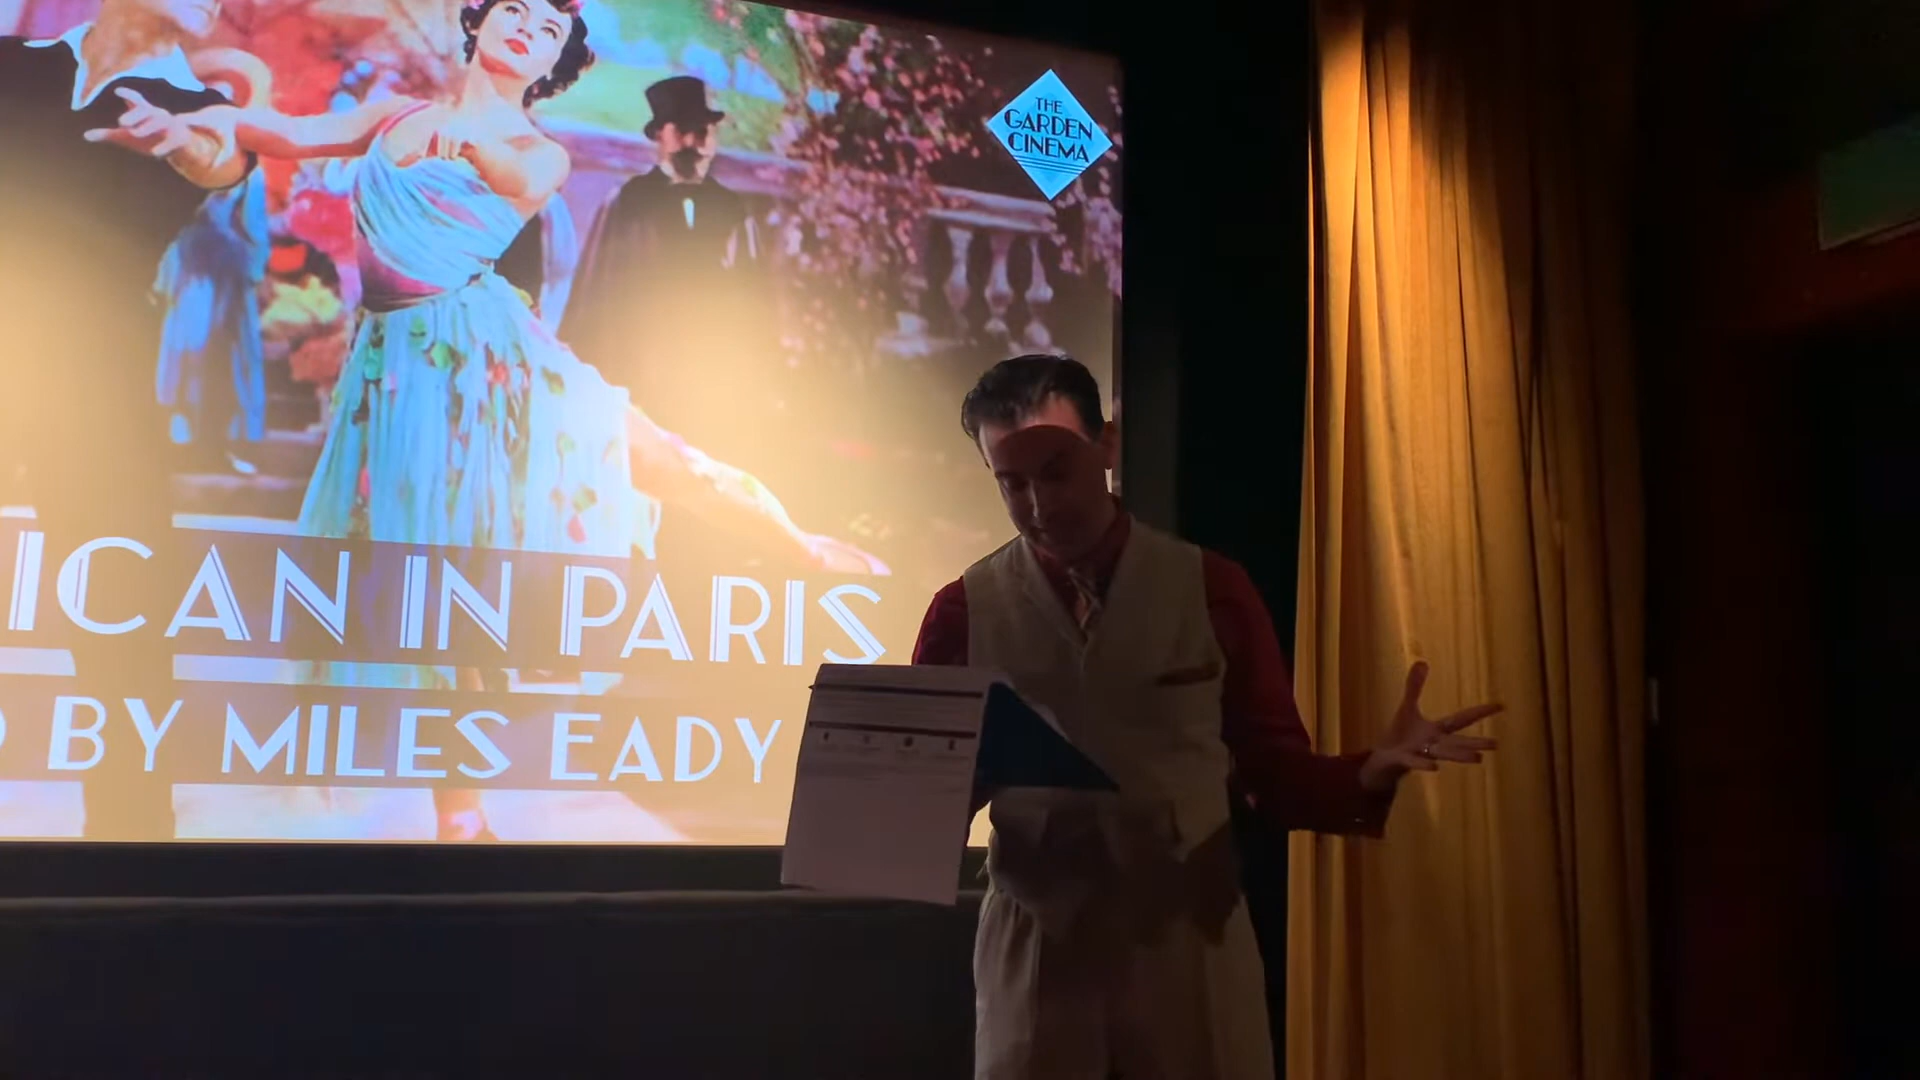 THE
GARDEN
CINEMA
ICAN IN PARIS
BY MILES EADY